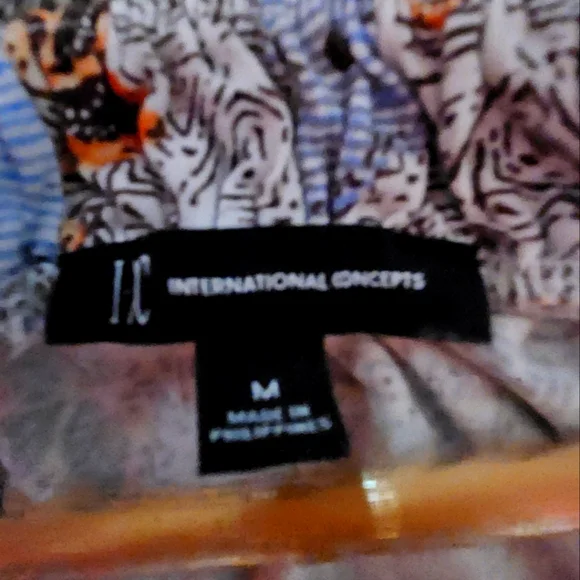 I·C INTERNATIONAL CONCEPTS
M
MADE IN
PHILIPPINES